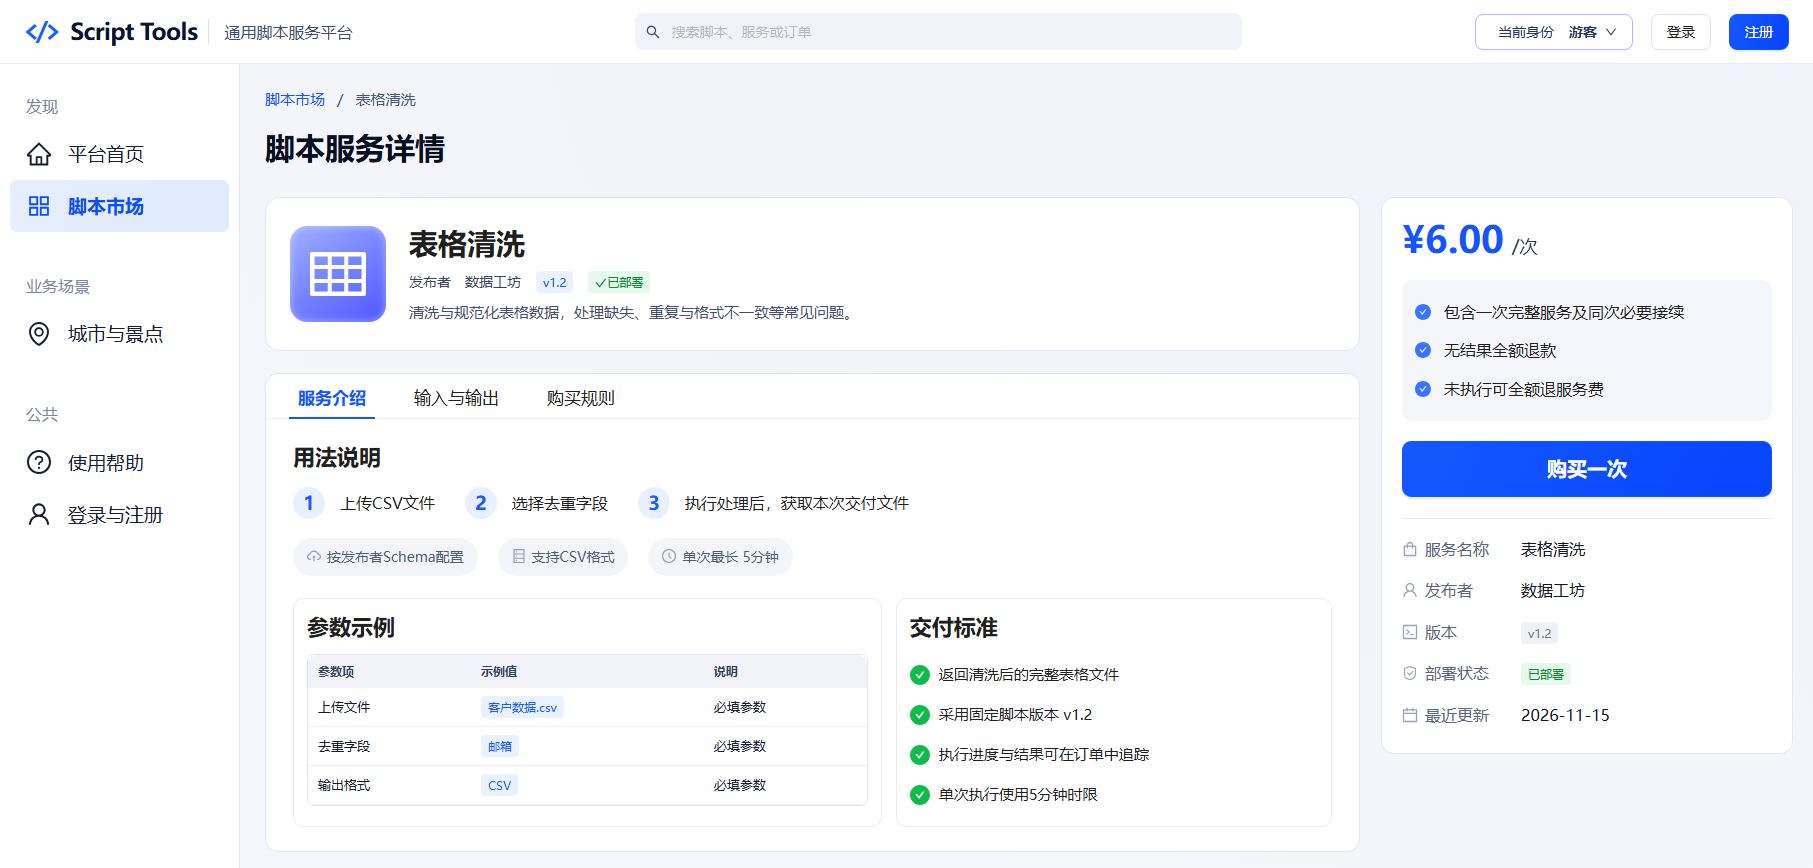 </> Script Tools 通用脚本服务平台 搜索脚本、服务或订单 当前身份 游客 登录 注册
发现
平台首页
脚本市场
业务场景
城市与景点
公共
使用帮助
登录与注册
脚本市场 / 表格清洗
脚本服务详情
表格清洗
发布者 数据工坊 v1.2 已部署
清洗与规范化表格数据，处理缺失、重复与格式不一致等常见问题。
服务介绍 输入与输出 购买规则
用法说明
1 上传CSV文件 2 选择去重字段 3 执行处理后，获取本次交付文件
按发布者Schema配置 支持CSV格式 单次最长 5分钟
参数示例
参数项 示例值 说明
上传文件 客户数据.csv 必填参数
去重字段 邮箱 必填参数
输出格式 CSV 必填参数
交付标准
返回清洗后的完整表格文件
采用固定脚本版本 v1.2
执行进度与结果可在订单中追踪
单次执行使用5分钟时限
¥6.00 /次
包含一次完整服务及同次必要接续
无结果全额退款
未执行可全额退服务费
购买一次
服务名称 表格清洗
发布者 数据工坊
版本 v1.2
部署状态 已部署
最近更新 2026-11-15